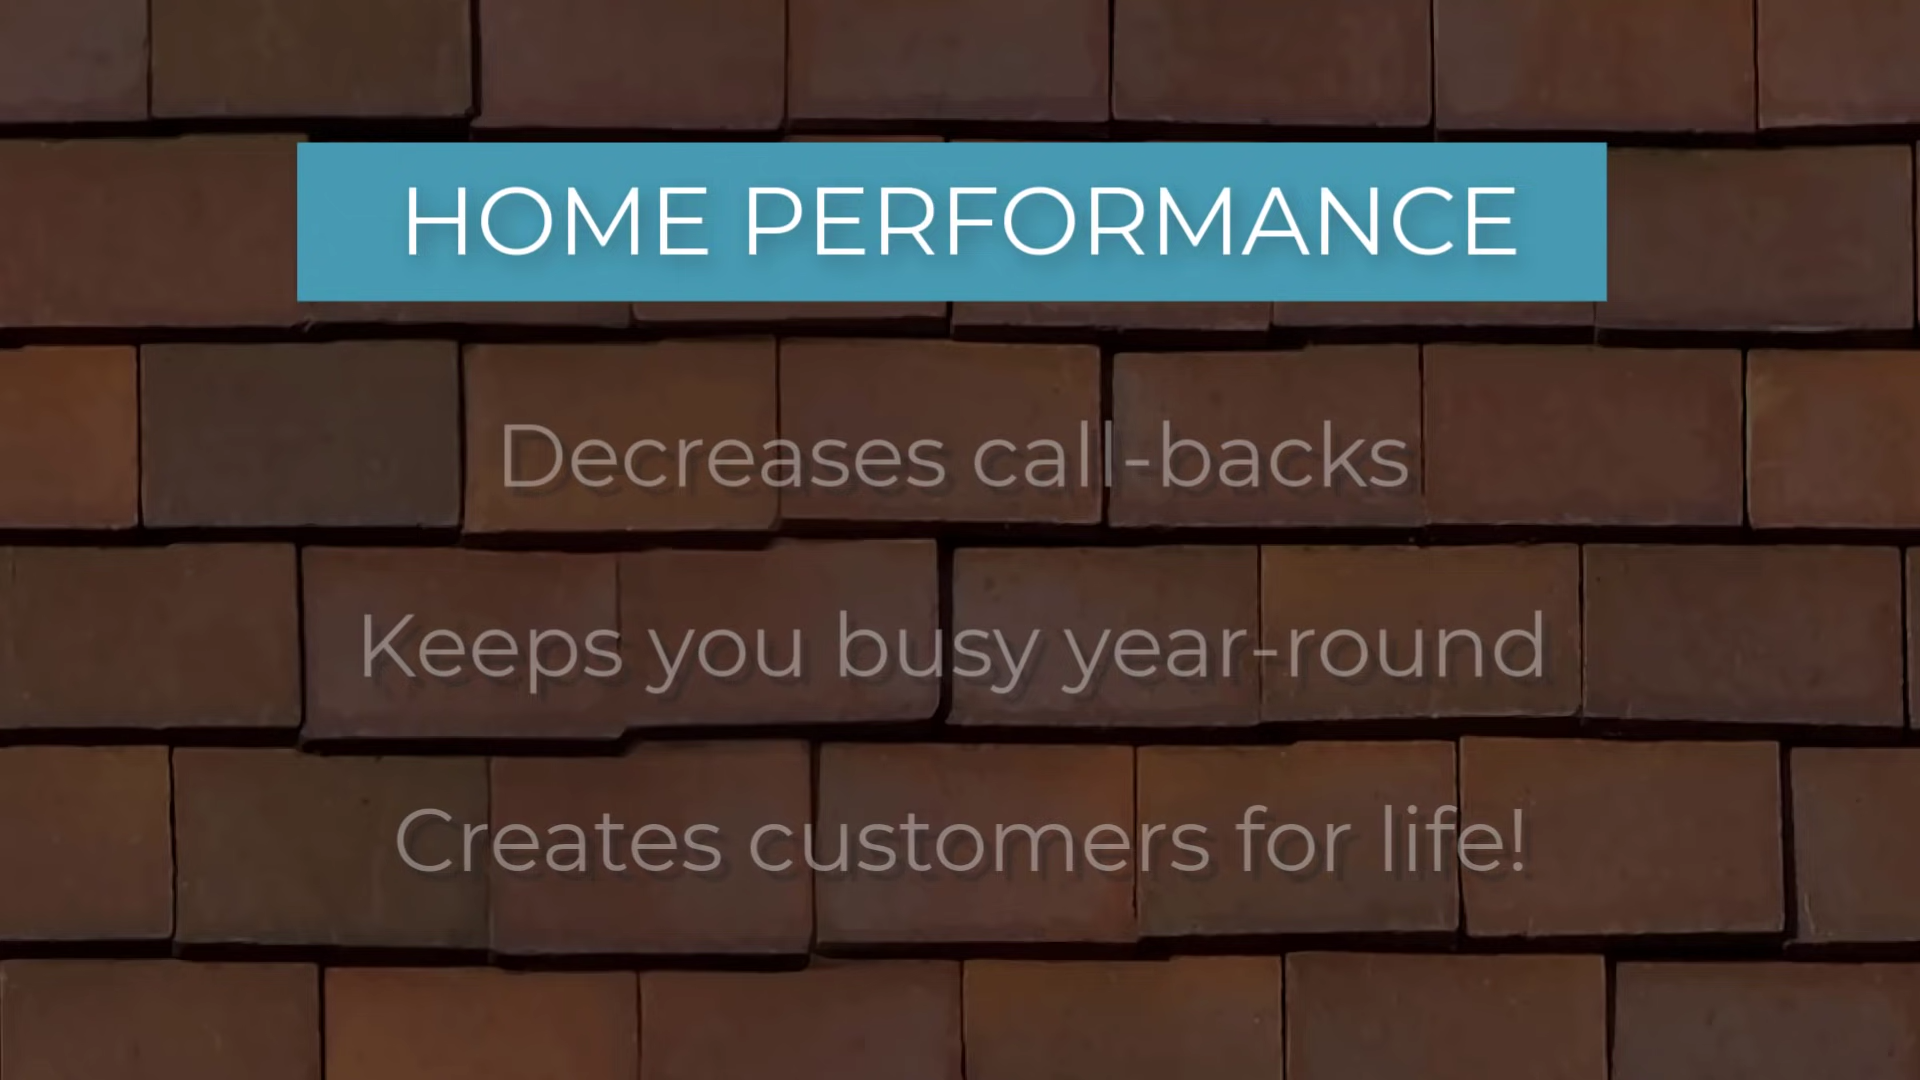 HOME PERFORMANCE
Decreases call-backs
Keeps you busy year-round
Creates customers for life!